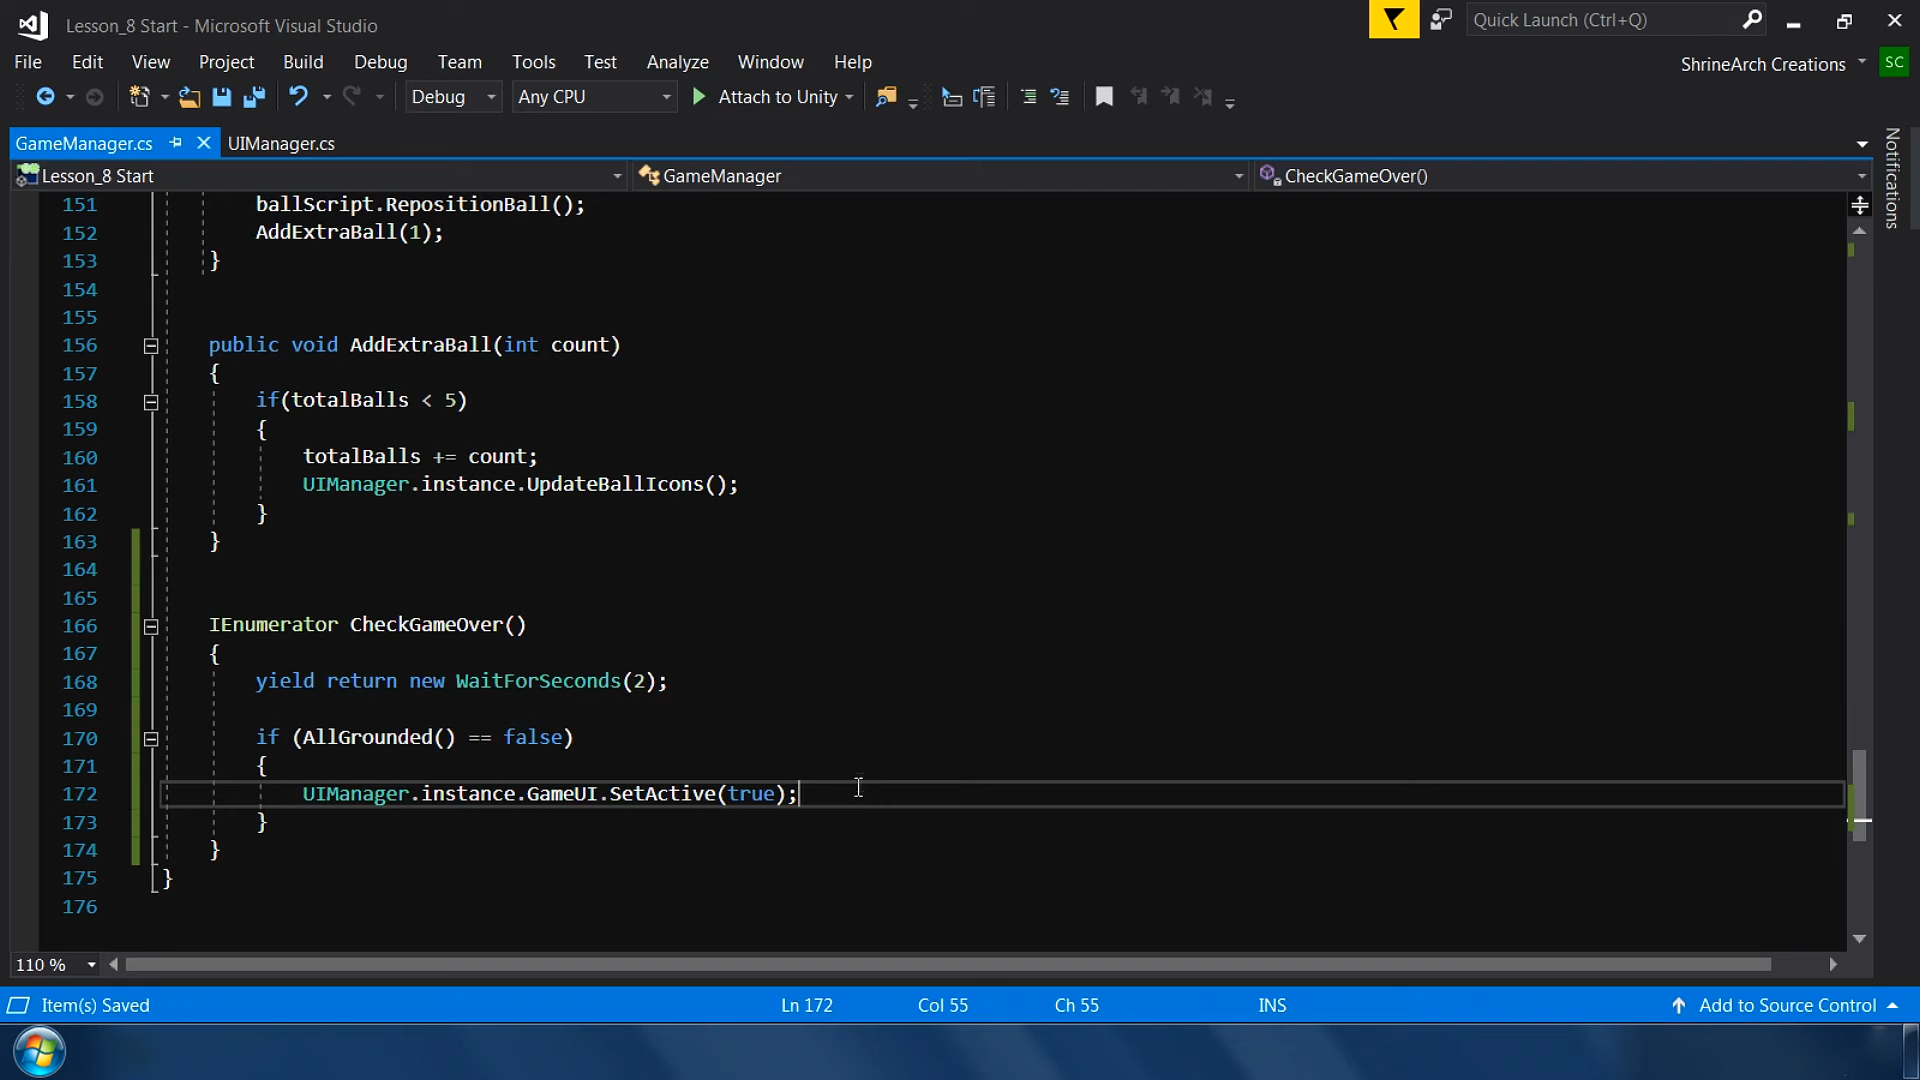 Lesson_8 Start - Microsoft Visual Studio
Quick Launch (Ctrl+Q)
File Edit View Project Build Debug Team Tools Test Analyze Window Help
ShrineArch Creations SC
Debug Any CPU Attach to Unity
GameManager.cs UIManager.cs
Notifications
Lesson_8 Start GameManager CheckGameOver()
151 ballScript.RepositionBall();
152 AddExtraBall(1);
153 }
154
155
156 public void AddExtraBall(int count)
157 {
158 if(totalBalls < 5)
159 {
160 totalBalls += count;
161 UIManager.instance.UpdateBallIcons();
162 }
163 }
164
165
166 IEnumerator CheckGameOver()
167 {
168 yield return new WaitForSeconds(2);
169
170 if (AllGrounded() == false)
171 {
172 UIManager.instance.GameUI.SetActive(true);
173 }
174 }
175 }
176
110 %
Item(s) Saved Ln 172 Col 55 Ch 55 INS Add to Source Control